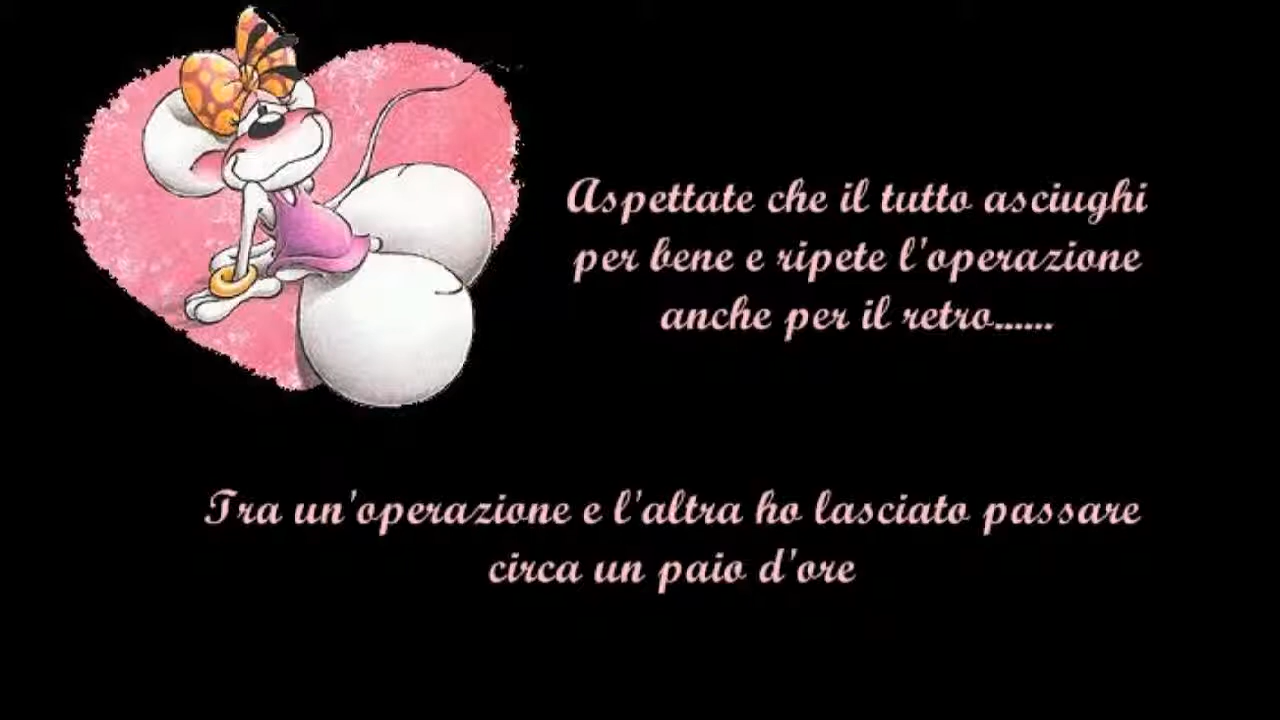 Aspettate che il tutto asciughi
per bene e ripete l'operazione
anche per il retro......
Tra un'operazione e l'altra ho lasciato passare
circa un paio d'ore